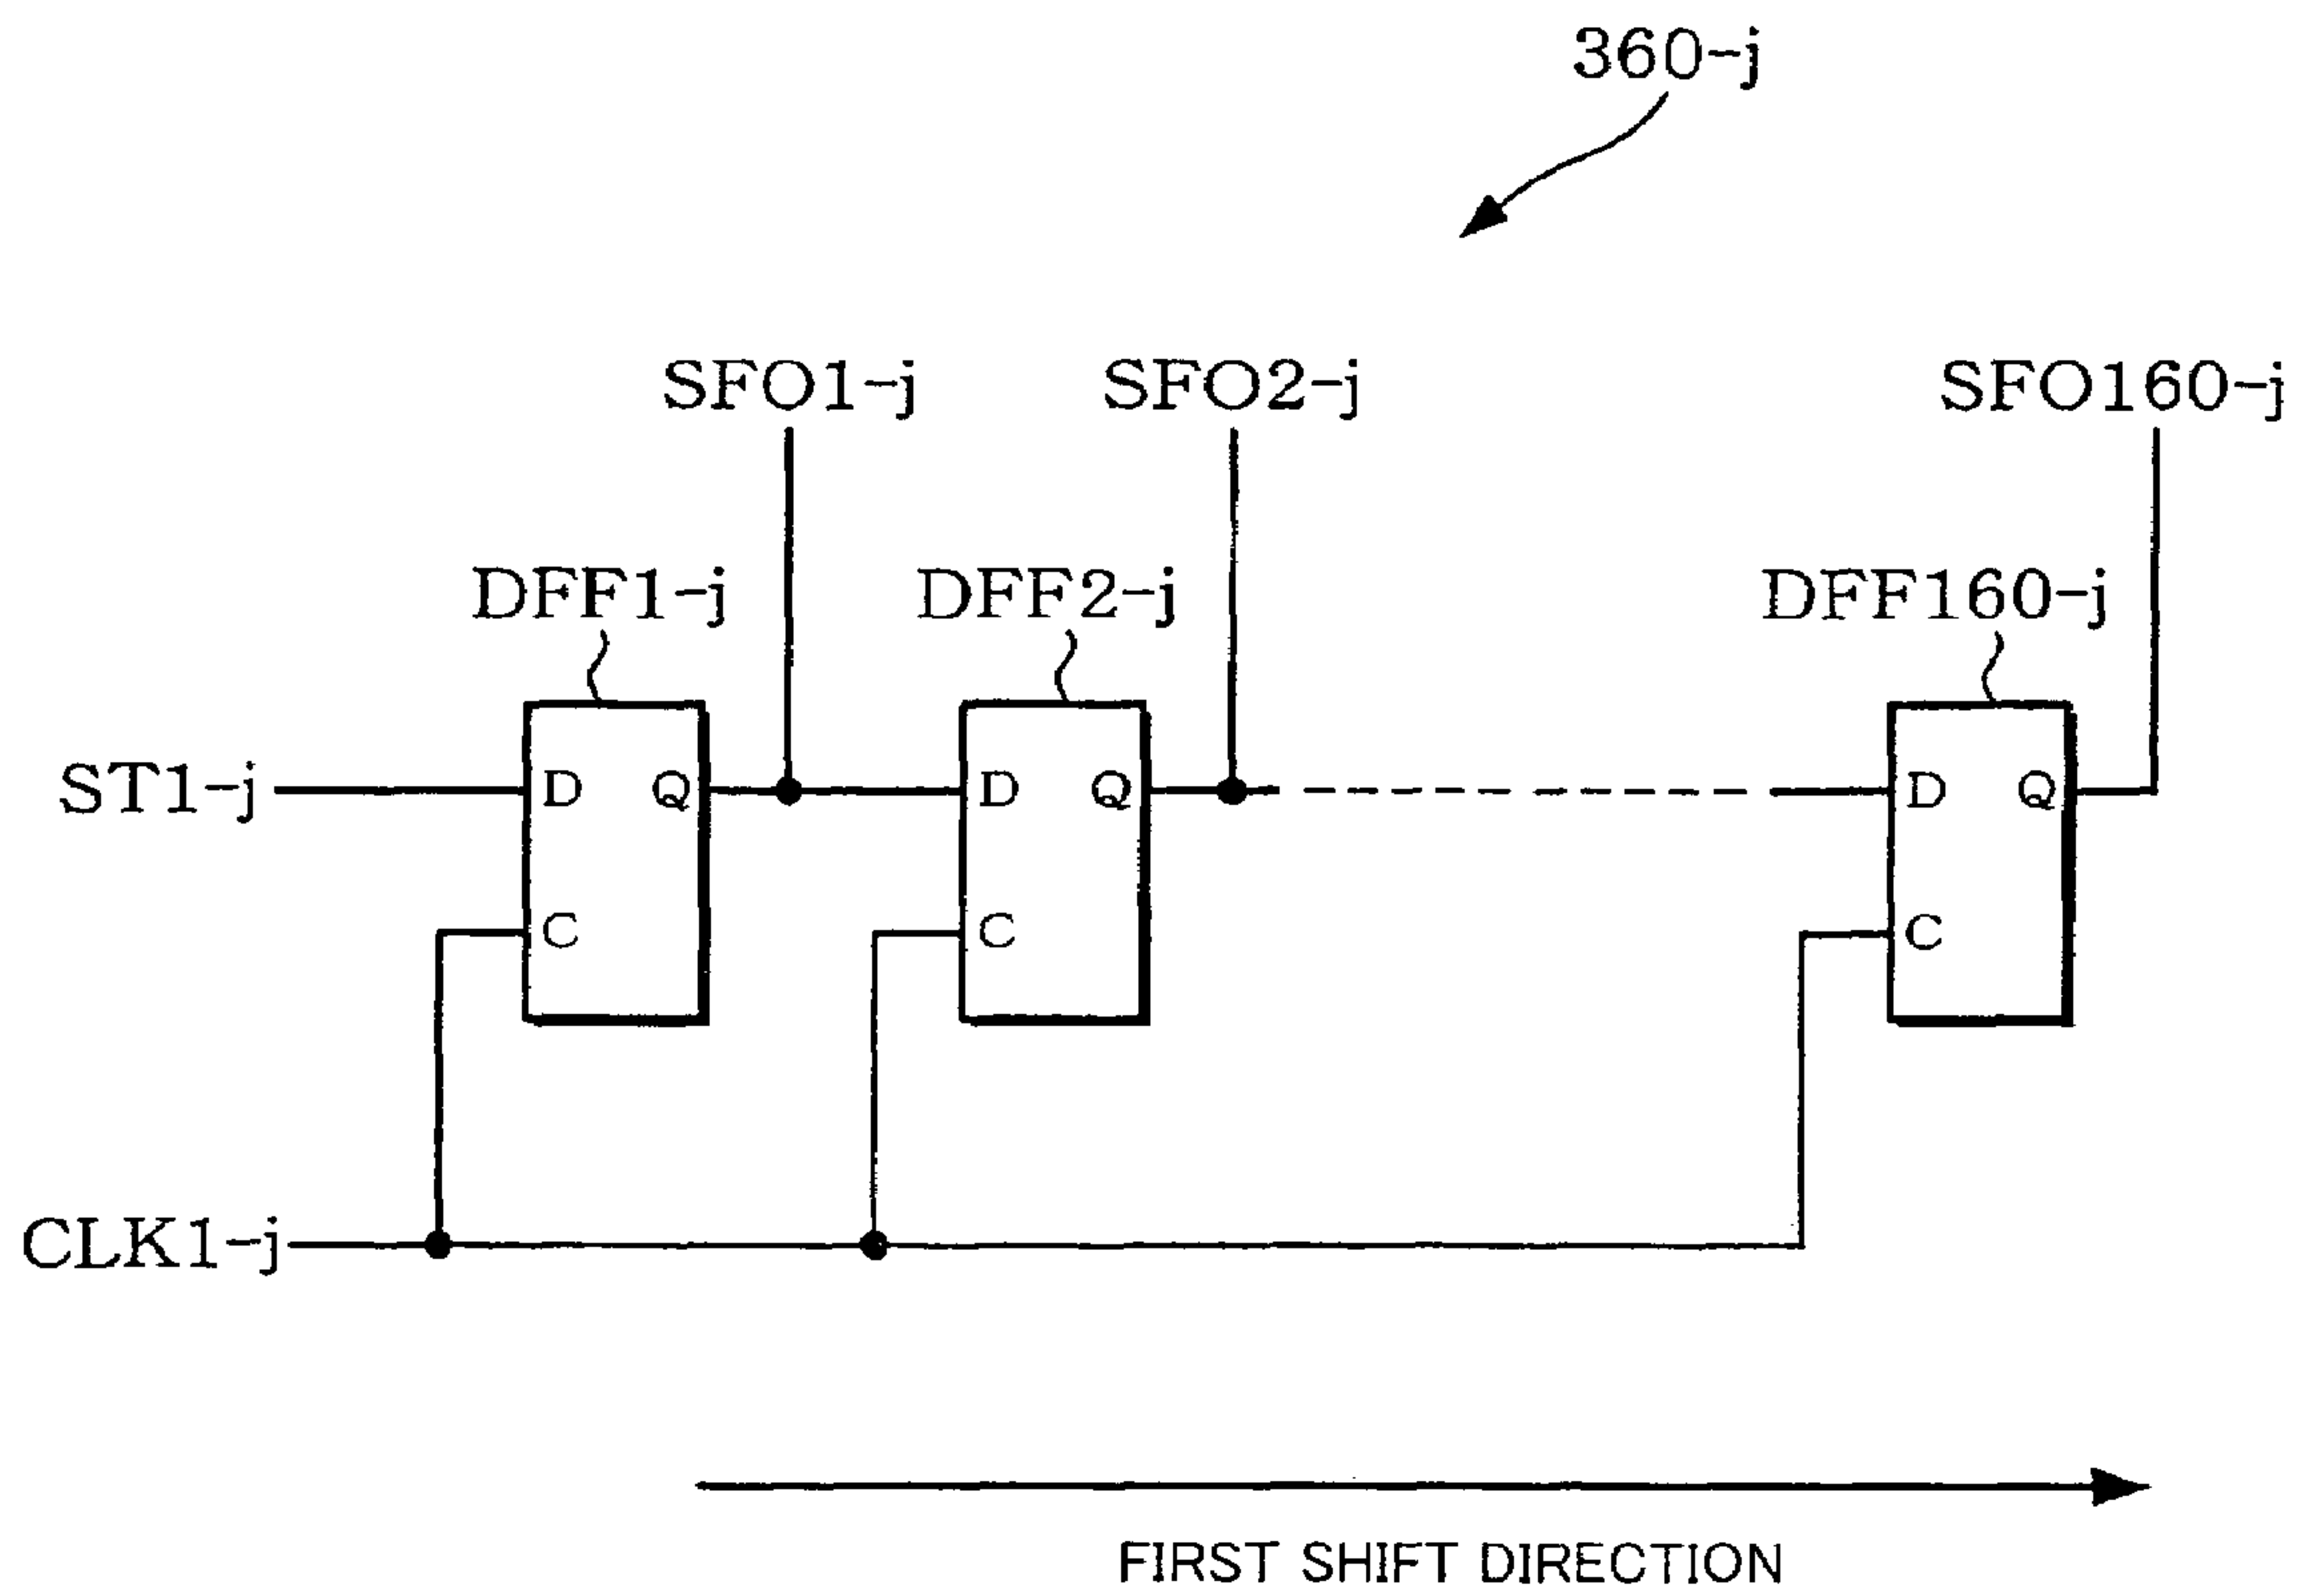 360-j
SFO1-j SFO2-j SFO160-j
DFF1-j DFF2-j DFF160-j
ST1-j D Q D Q D Q
C C C
CLK1-j
FIRST SHIFT DIRECTION